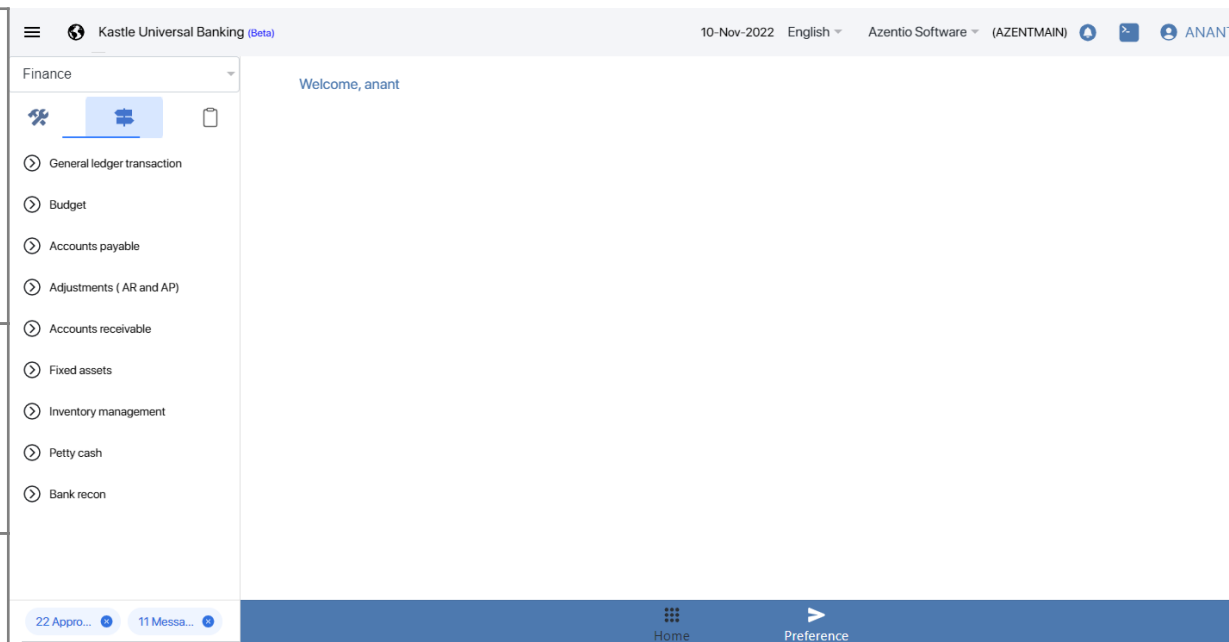 Kastle Universal Banking (Beta) 10-Nov-2022 English Azentio Software (AZENTMAIN) ANANT
Finance
Welcome, anant
General ledger transaction
Budget
Accounts payable
Adjustments ( AR and AP)
Accounts receivable
Fixed assets
Inventory management
Petty cash
Bank recon
22 Appro... 11 Messa...
Home Preference